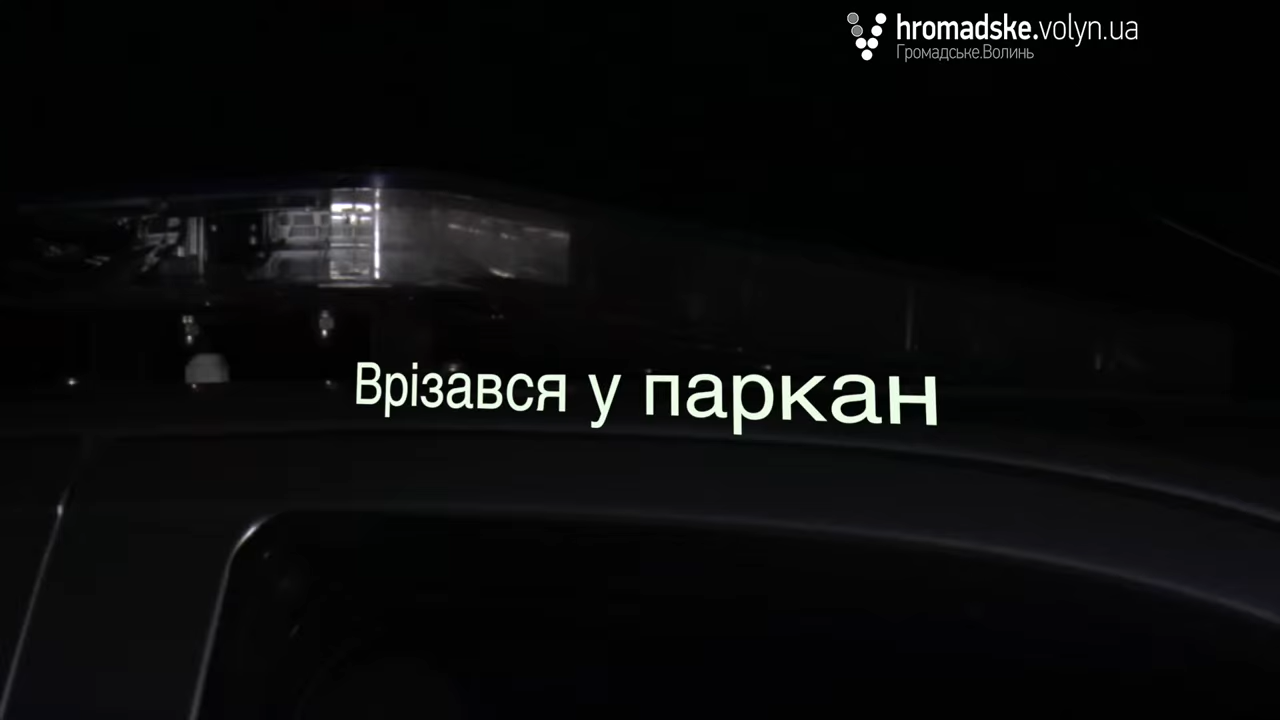 hromadske.volyn.ua
Громадське.Волинь
Врізався у паркан